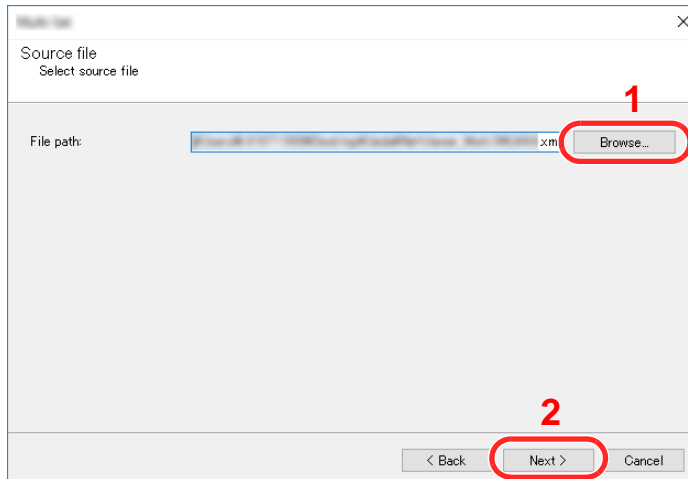 Source file
Select source file
1
File path:
.xm
Browse...
2
< Back
Next >
Cancel